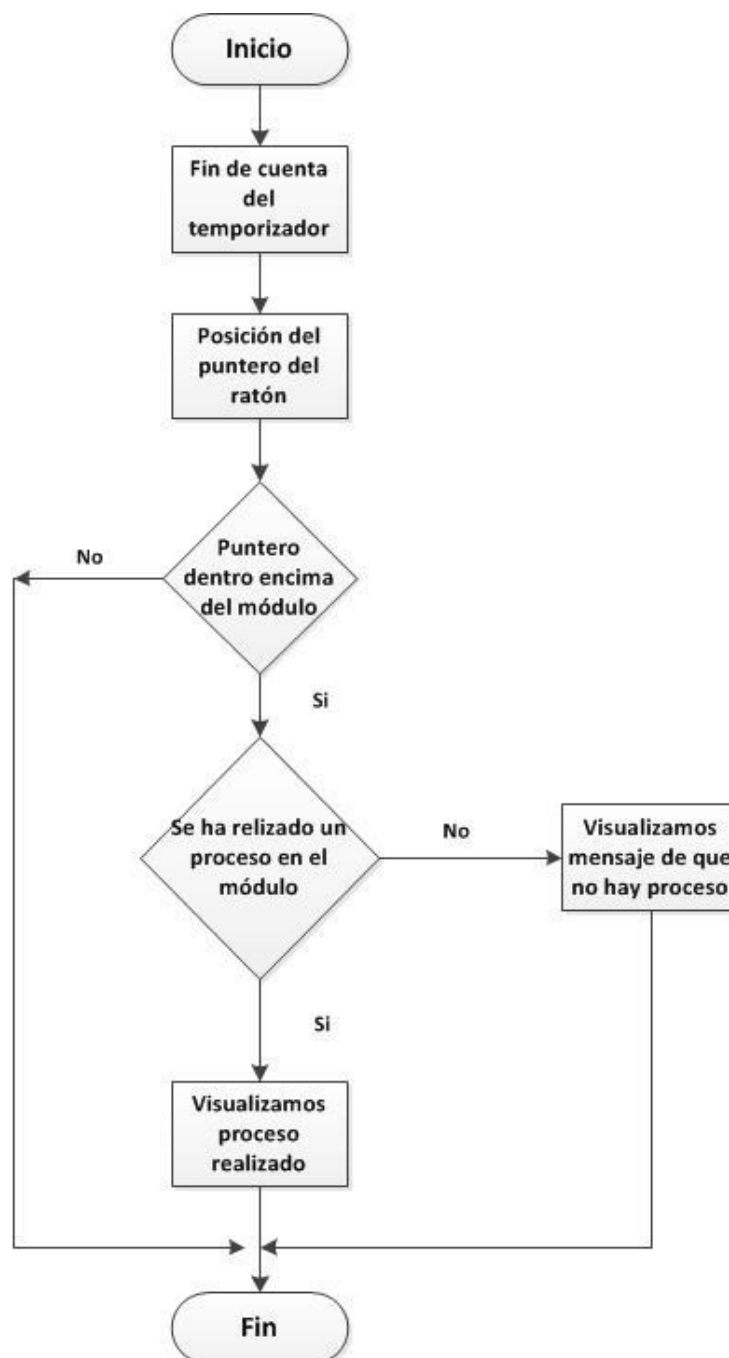 Inicio
Fin de cuenta
del
temporizador
Posición del
puntero del
ratón
No
Puntero
dentro encima
del módulo
Si
Se ha relizado un
proceso en el
módulo
No
Visualizamos
mensaje de que
no hay proceso
Si
Visualizamos
proceso
realizado
Fin